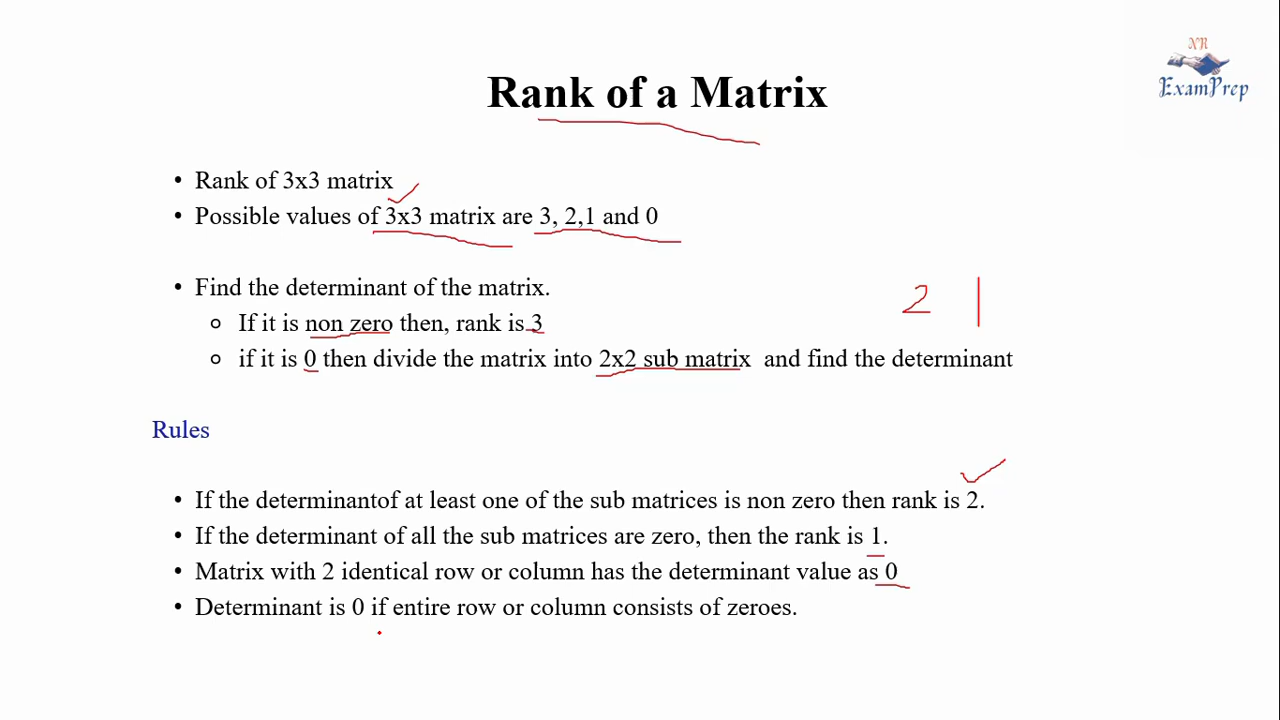 NR
ExamPrep
Rank of a Matrix
• Rank of 3x3 matrix
• Possible values of 3x3 matrix are 3, 2,1 and 0
• Find the determinant of the matrix.
o If it is non zero then, rank is 3
o if it is 0 then divide the matrix into 2x2 sub matrix and find the determinant
2 |
Rules
• If the determinantof at least one of the sub matrices is non zero then rank is 2.
• If the determinant of all the sub matrices are zero, then the rank is 1.
• Matrix with 2 identical row or column has the determinant value as 0
• Determinant is 0 if entire row or column consists of zeroes.